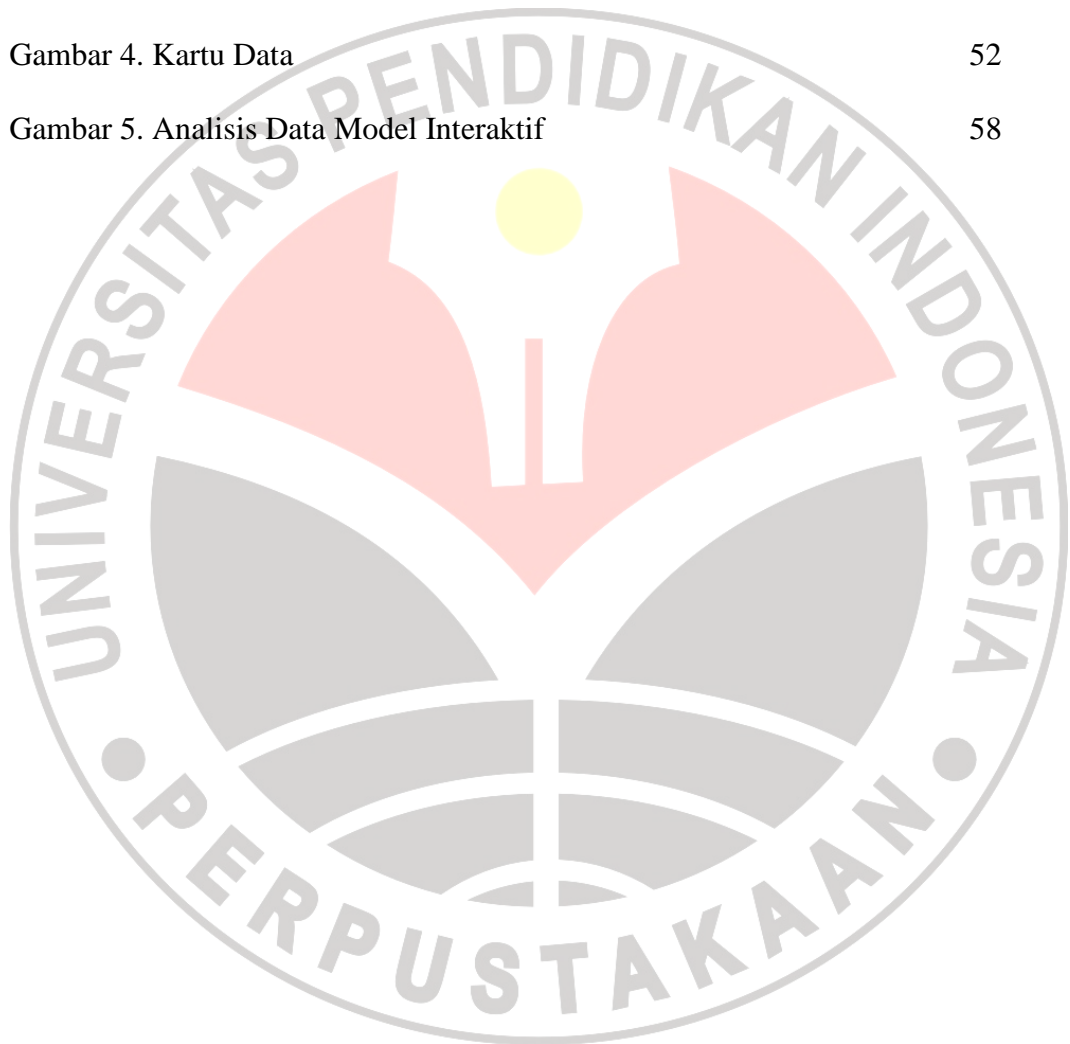 Gambar 4. Kartu Data 52
Gambar 5. Analisis Data Model Interaktif 58
UNIVERSITAS PENDIDIKAN INDONESIA
PERPUSTAKAAN